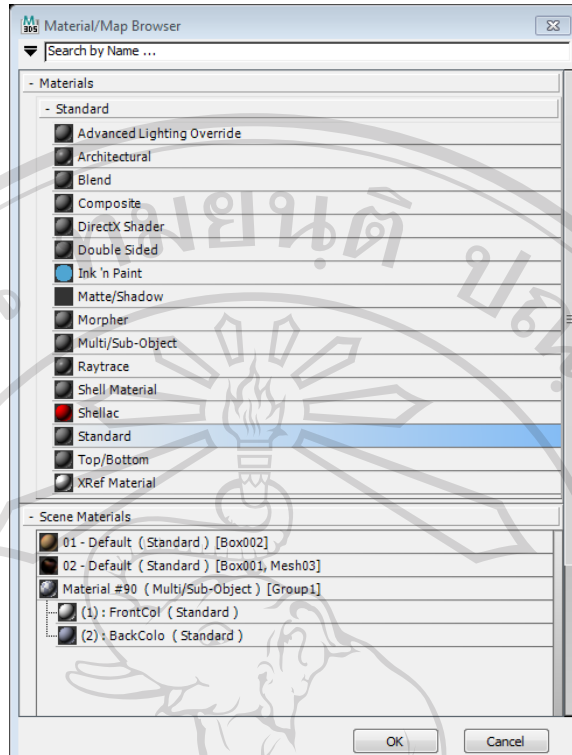 M
3DS
Material/Map Browser
Search by Name ...
- Materials
- Standard
Advanced Lighting Override
Architectural
Blend
Composite
DirectX Shader
Double Sided
Ink 'n Paint
Matte/Shadow
Morpher
Multi/Sub-Object
Raytrace
Shell Material
Shellac
Standard
Top/Bottom
XRef Material
- Scene Materials
01 - Default ( Standard ) [Box002]
02 - Default ( Standard ) [Box001, Mesh03]
Material #90 ( Multi/Sub-Object ) [Group1]
(1) : FrontCol ( Standard )
(2) : BackColo ( Standard )
OK Cancel